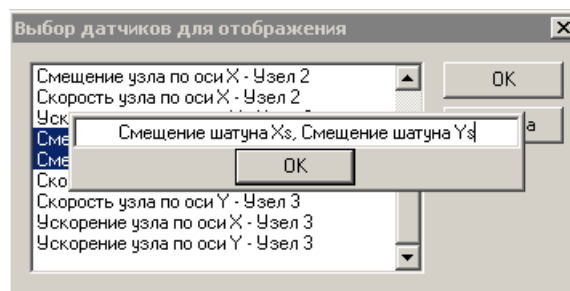 Выбор датчиков для отображения
Смещение узла по оси X - Узел 2
OK
Скорость узла по оси X - Узел 2
Смещение шатуна Xs, Смещение шатуна Ys
OK
Скорость узла по оси Y - Узел 3
Ускорение узла по оси X - Узел 3
Ускорение узла по оси Y - Узел 3